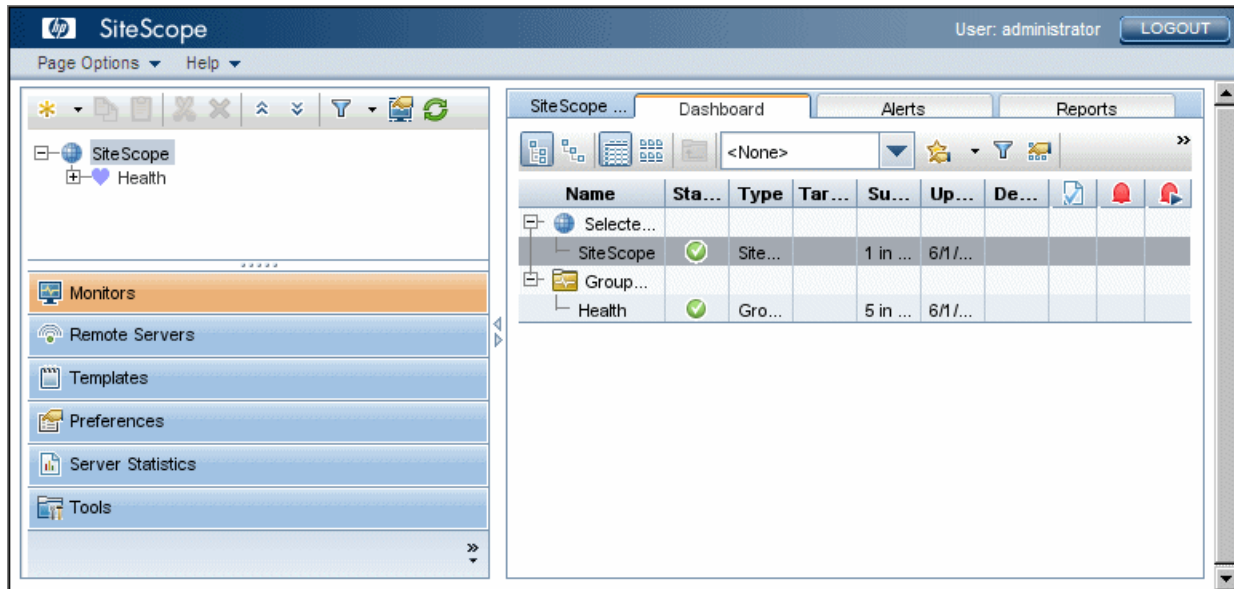 hp SiteScope User: administrator LOGOUT
Page Options Help
SiteScope
Health
Monitors
Remote Servers
Templates
Preferences
Server Statistics
Tools
SiteScope ... Dashboard Alerts Reports
<None>
Name Sta... Type Tar... Su... Up... De...
Selecte...
SiteScope Site... 1 in ... 6/1/...
Group...
Health Gro... 5 in ... 6/1/...